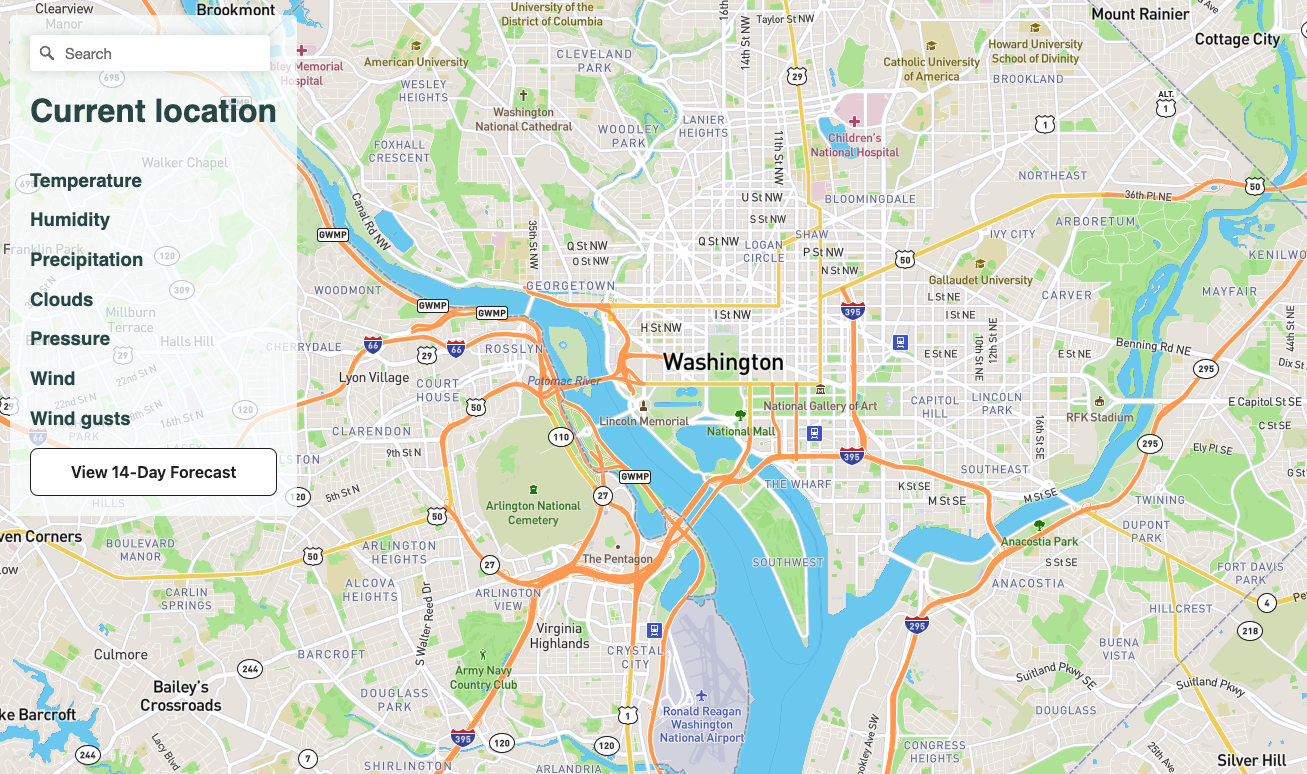 Clearview
Manor
Brookmont
University of the
District of Columbia
16th
14th St NW
Taylor St NW
Mount Rainier
Cottage City
Search
Memorial
Hospital
American University
CLEVELAND
PARK
29
Catholic University
of America
Howard University
School of Divinity
BROOKLAND
695
WESLEY
HEIGHTS
ALT.
1
1
Current location
Washington
National Cathedral
WOODLEY
PARK
LANIER
HEIGHTS
11th St NW
Children's
National Hospital
FOXHALL
CRESCENT
Walker Chapel
NORTHEAST
Temperature
50
36th Pl NE
Canal Rd NW
U St NW
BLOOMINGDALE
Humidity
GWMP
35th St NW
S St NW
ARBORETUM
Q St NW
Q St NW
LOGAN
CIRCLE
SHAW
IVY CITY
Franklin Park
120
Precipitation
O St NW
P St NW
50
KENILWO
N St NW
Gallaudet University
WOODMONT
309
GEORGETOWN
Clouds
L St NE
CARVER
MAYFAIR
GWMP
GWMP
I St NW
395
I St NE
Millbury
Terrace
H St NW
Pressure
Halls Hill
CHERRYDALE
66
29
66
ROSSLYN
29
Washington
E St NE
10th St NE
12th St NE
E St NE
Benning Rd NE
44th St NE
Dix St
295
Wind
22nd St N
Lyon Village
COURT
HOUSE
Potomac River
National Gallery of Art
CAPITOL
HILL
LINCOLN
PARK
RFK Stadium
E Capitol St SE
29
22nd St N
16th St N
120
50
Lincoln Memorial
National Mall
16th St SE
C St SE
Wind gusts
66
PARK
CLARENDON
110
395
295
Ely Pl SE
9th St N
View 14-Day Forecast
GWMP
SOUTHEAST
G St
THE WHARF
K St SE
M St SE
M St SE
HILLS
120
5th St N
27
TWINING
Arlington National
Cemetery
50
Anacostia Park
DUPONT
PARK
ven Corners
BOULEVARD
MANOR
50
ARLINGTON
HEIGHTS
27
The Pentagon
SOUTHWEST
S St SE
FORT DAVIS
PARK
ALCOVA
HEIGHTS
ANACOSTIA
CARLIN
SPRINGS
S Walter Reed Dr
ARLINGTON
VIEW
4
HILLCREST
295
218
Virginia
Highlands
CRYSTAL
CITY
BUENA
VISTA
Culmore
244
BARCROFT
Army Navy
Country Club
Suitland Pkwy SE
Suitland Pkwy
Bailey's
Crossroads
DOUGLASS
PARK
1
Ronald Reagan
Washington
National Airport
DOUGLASS
ke Barcroft
395
120
120
244
Lacy Blvd
7
CONGRESS
HEIGHTS
25th Ave
Silver Hill
SHIRLINGTON
ARLANDRIA